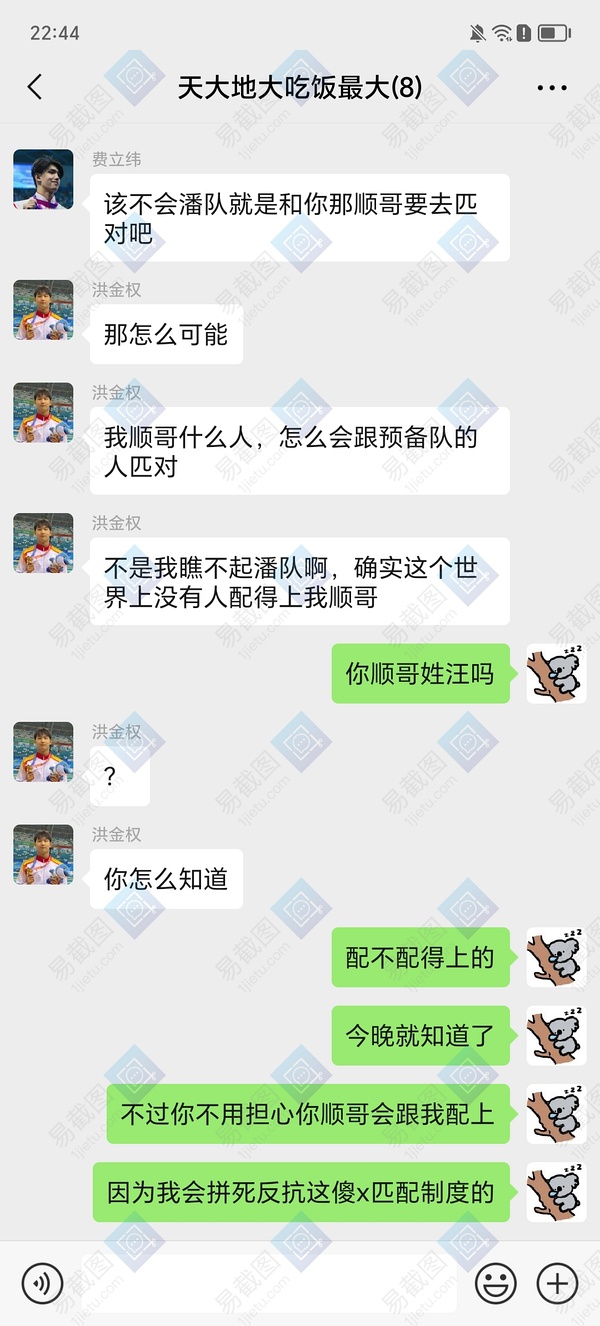 22:44
天大地大吃饭最大(8)
费立纬
该不会潘队就是和你那顺哥要去匹
对吧
洪金权
那怎么可能
洪金权
我顺哥什么人，怎么会跟预备队的
人匹对
洪金权
不是我瞧不起潘队啊，确实这个世
界上没有人配得上我顺哥
你顺哥姓汪吗
洪金权
？
洪金权
你怎么知道
配不配得上的
今晚就知道了
不过你不用担心你顺哥会跟我配上
因为我会拼死反抗这傻x匹配制度的
易截图
1jietu.com